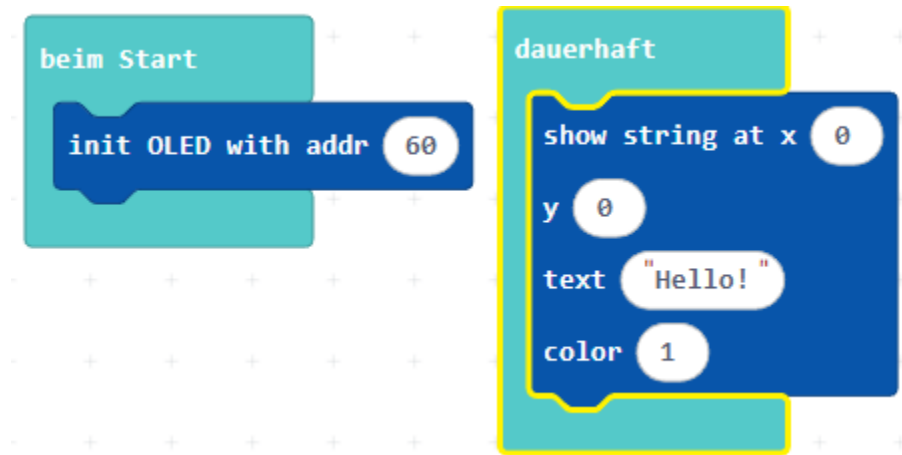 beim Start
init OLED with addr 60
dauerhaft
show string at x 0
y 0
text "Hello!"
color 1